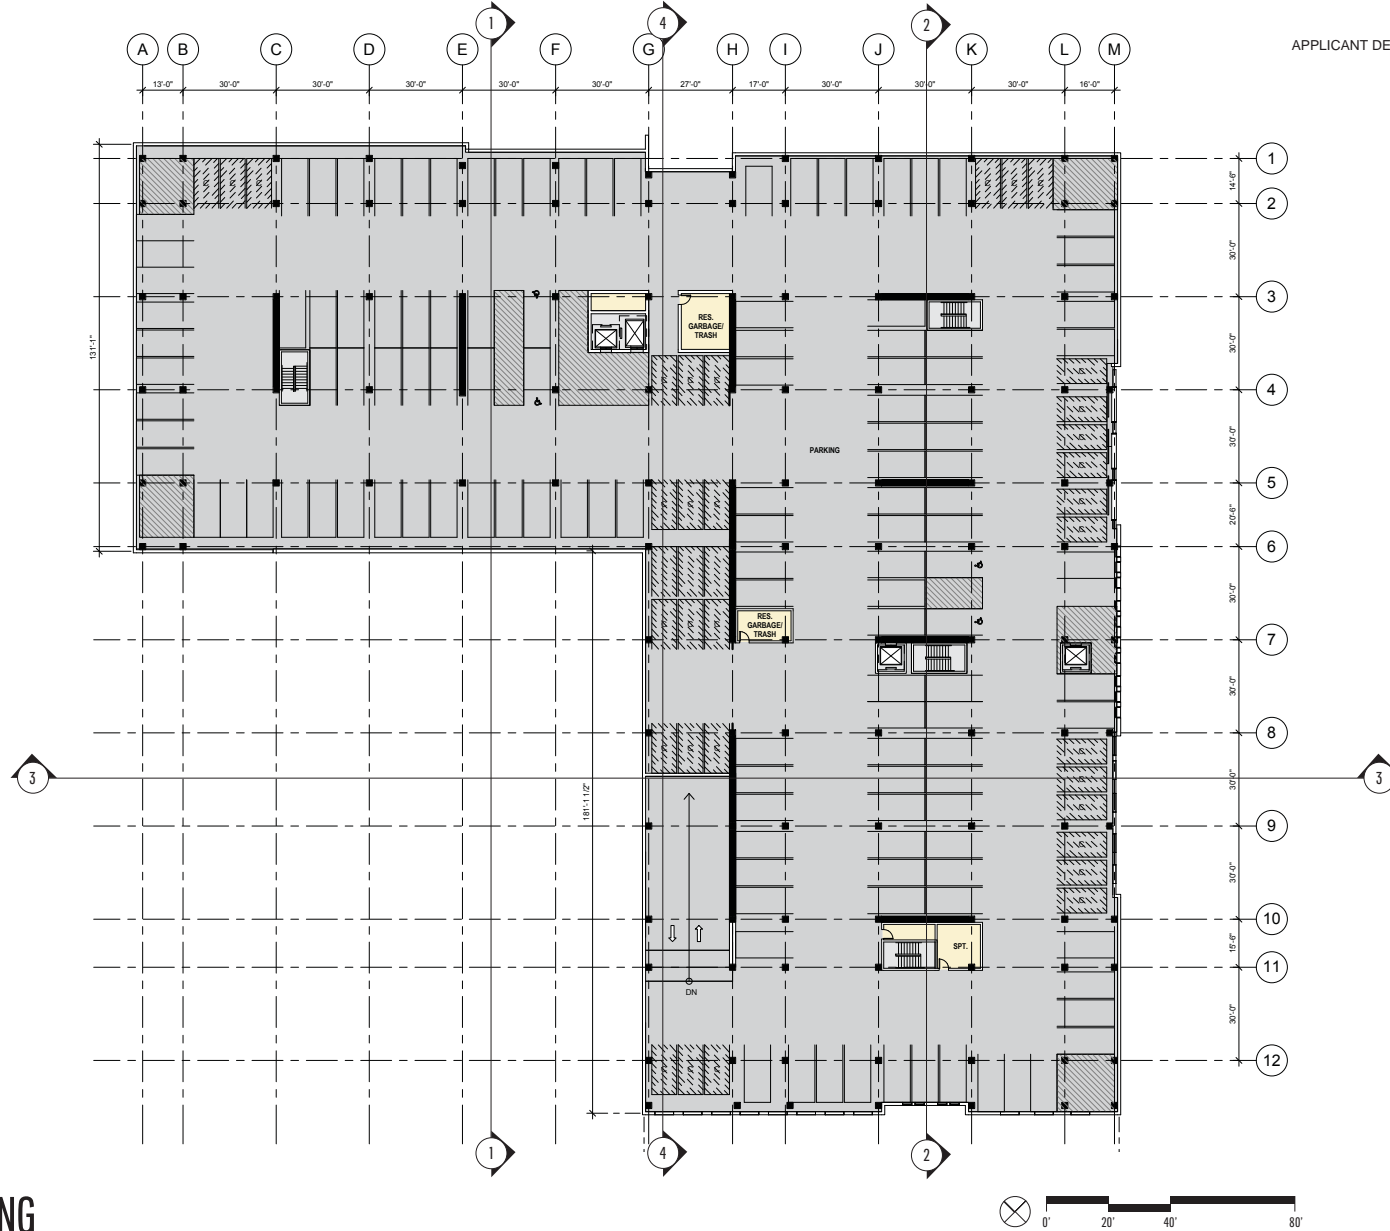 1
4
2
A B C D E F G H I J K L M
APPLICANT DE
13'-0" 30'-0" 30'-0" 30'-0" 30'-0" 30'-0" 27'-0" 17'-0" 30'-0" 30'-0" 30'-0" 16'-0"
1
14'-6"
2
30'-0"
3
RES.
GARBAGE/
TRASH
131'-1"
30'-0"
4
30'-0"
PARKING
5
20'-6"
6
30'-0"
RES.
GARBAGE/
TRASH
7
30'-0"
8
3
30'-0"
3
181'-1 1/2"
9
30'-0"
10
SPT.
15'-6"
11
DN
30'-0"
12
1
4
2
NG
0' 20' 40' 80'